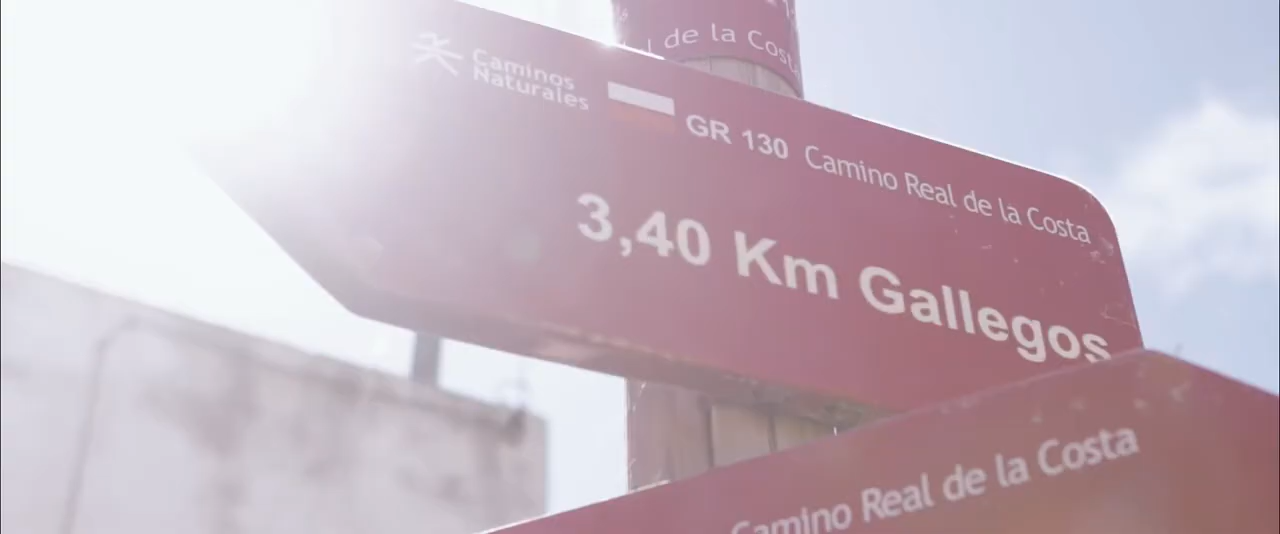 de la Costa
Caminos
Naturales
GR 130 Camino Real de la Costa
3,40 Km Gallegos
Camino Real de la Costa